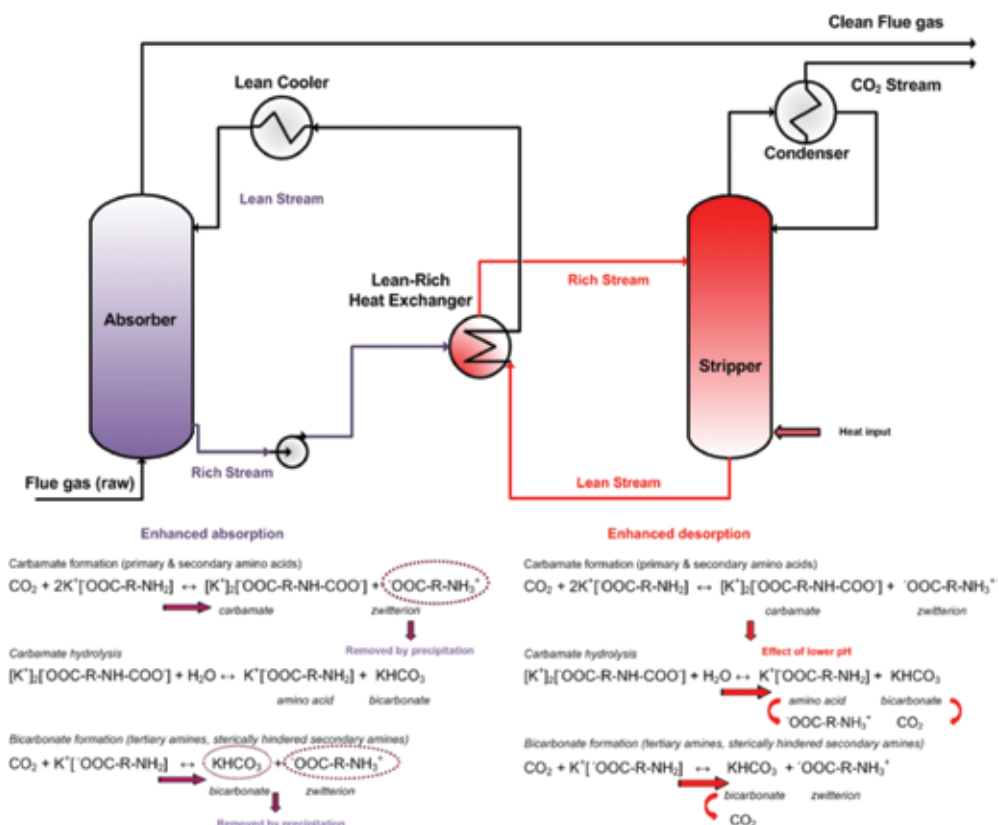 Clean Flue gas
Lean Cooler
CO₂ Stream
Condenser
Lean Stream
Lean-Rich
Heat Exchanger
Rich Stream
Absorber
Stripper
Heat input
Rich Stream
Lean Stream
Flue gas (raw)
Enhanced absorption
Carbamate formation (primary & secondary amino acids)
CO₂ + 2K⁺[⁻OOC-R-NH₂] ↔ [K⁺]₂[⁻OOC-R-NH-COO⁻] + ⁻OOC-R-NH₃⁺
carbamate zwitterion
Removed by precipitation
Carbamate hydrolysis
[K⁺]₂[⁻OOC-R-NH-COO⁻] + H₂O ↔ K⁺[⁻OOC-R-NH₂] + KHCO₃
amino acid bicarbonate
Bicarbonate formation (tertiary amines, sterically hindered secondary amines)
CO₂ + K⁺[⁻OOC-R-NH₂] ↔ KHCO₃ + ⁻OOC-R-NH₃⁺
bicarbonate zwitterion
Removed by precipitation
Enhanced desorption
Carbamate formation (primary & secondary amino acids)
CO₂ + 2K⁺[⁻OOC-R-NH₂] ↔ [K⁺]₂[⁻OOC-R-NH-COO⁻] + ⁻OOC-R-NH₃⁺
carbamate zwitterion
Effect of lower pH
Carbamate hydrolysis
[K⁺]₂[⁻OOC-R-NH-COO⁻] + H₂O ↔ K⁺[⁻OOC-R-NH₂] + KHCO₃
amino acid bicarbonate
⁻OOC-R-NH₃⁺ CO₂
Bicarbonate formation (tertiary amines, sterically hindered secondary amines)
CO₂ + K⁺[⁻OOC-R-NH₂] ↔ KHCO₃ + ⁻OOC-R-NH₃⁺
bicarbonate zwitterion
CO₂